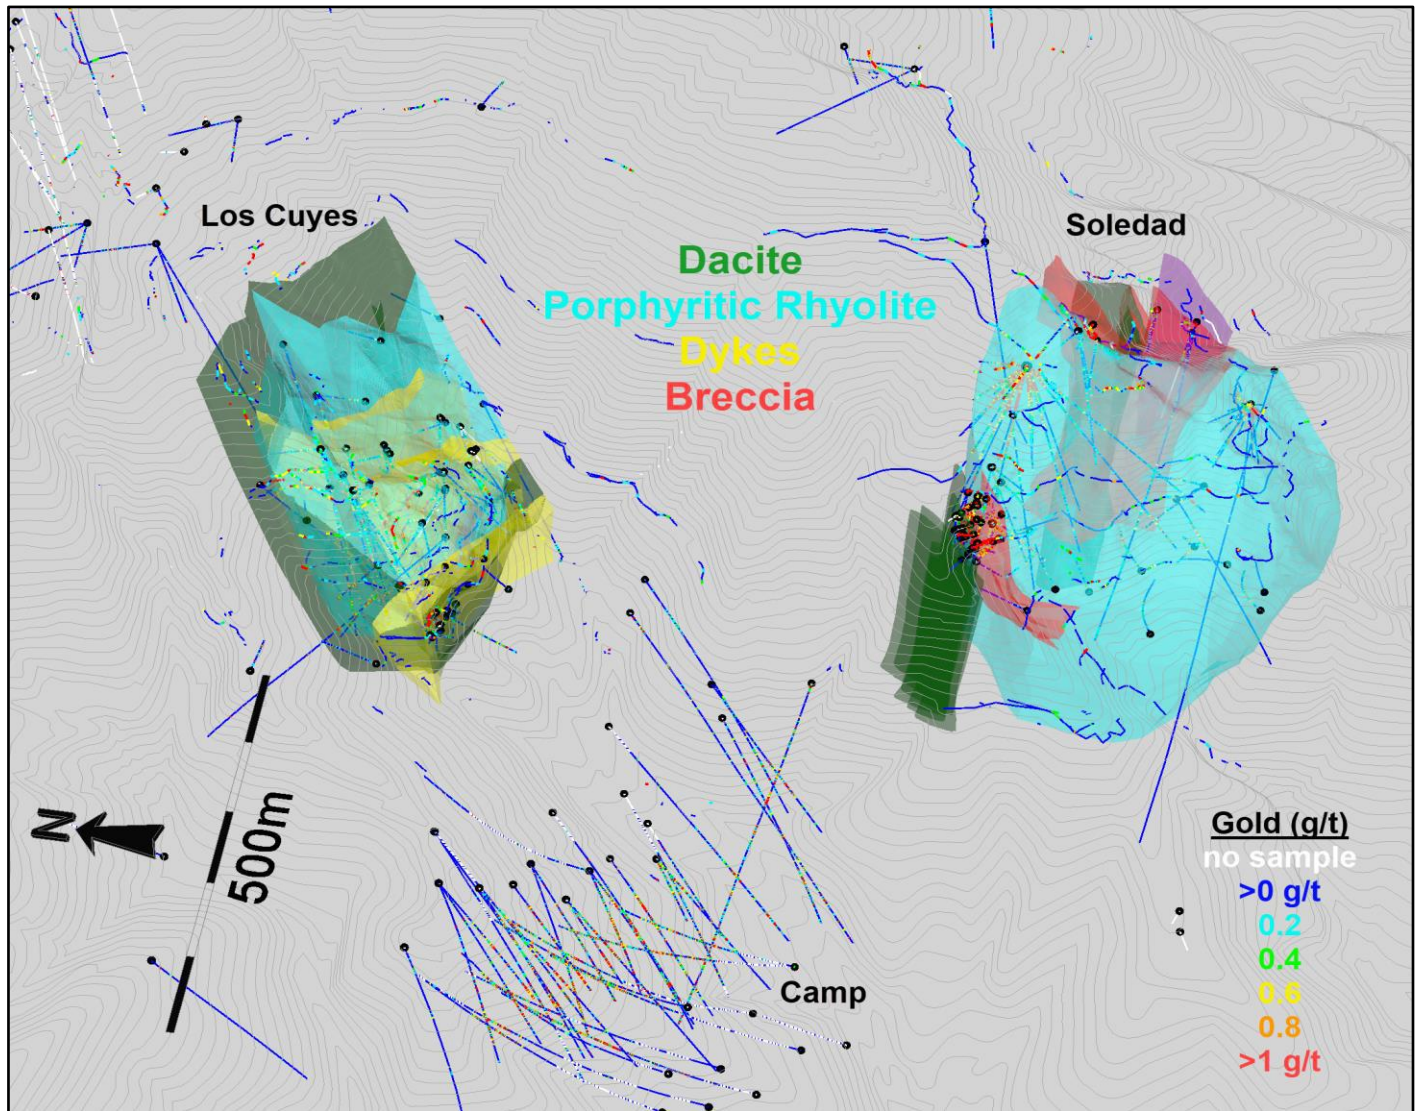 Los Cuyes
Soledad
Dacite
Porphyritic Rhyolite
Dykes
Breccia
N
500m
Camp
Gold (g/t)
no sample
>0 g/t
0.2
0.4
0.6
0.8
>1 g/t